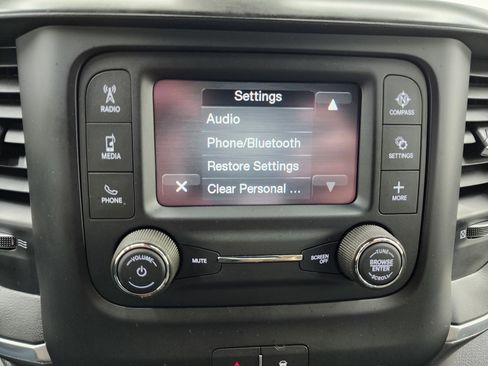 Settings
Audio
Phone/Bluetooth
Restore Settings
Clear Personal ...
RADIO
MEDIA
PHONE
COMPASS
SETTINGS
MORE
VOLUME
MUTE
SCREEN OFF
TUNE
BROWSE
ENTER
SCROLL